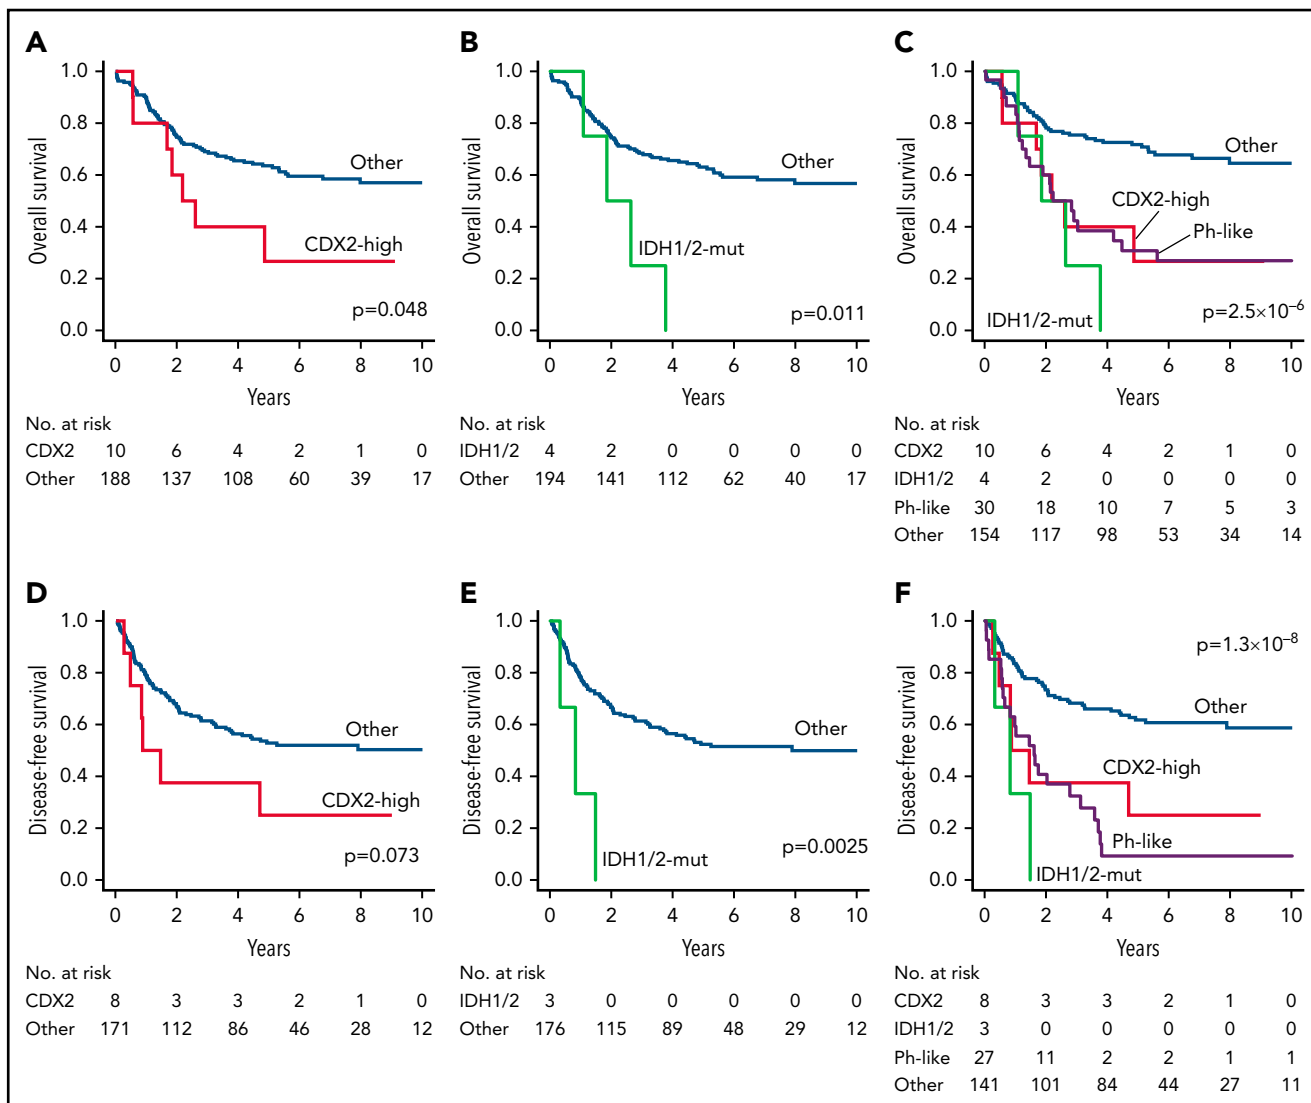 A
Overall survival
1.0
0.8
0.6
0.4
0.2
0.0
Other
CDX2-high
p=0.048
0 2 4 6 8 10
Years
No. at risk
CDX2 10 6 4 2 1 0
Other 188 137 108 60 39 17
B
Overall survival
1.0
0.8
0.6
0.4
0.2
0.0
Other
IDH1/2-mut
p=0.011
0 2 4 6 8 10
Years
No. at risk
IDH1/2 4 2 0 0 0 0
Other 194 141 112 62 40 17
C
Overall survival
1.0
0.8
0.6
0.4
0.2
0.0
Other
CDX2-high
Ph-like
IDH1/2-mut
p=2.5×10⁻⁶
0 2 4 6 8 10
Years
No. at risk
CDX2 10 6 4 2 1 0
IDH1/2 4 2 0 0 0 0
Ph-like 30 18 10 7 5 3
Other 154 117 98 53 34 14
D
Disease-free survival
1.0
0.8
0.6
0.4
0.2
0.0
Other
CDX2-high
p=0.073
0 2 4 6 8 10
Years
No. at risk
CDX2 8 3 3 2 1 0
Other 171 112 86 46 28 12
E
Disease-free survival
1.0
0.8
0.6
0.4
0.2
0.0
Other
IDH1/2-mut
p=0.0025
0 2 4 6 8 10
Years
No. at risk
IDH1/2 3 0 0 0 0 0
Other 176 115 89 48 29 12
F
Disease-free survival
1.0
0.8
0.6
0.4
0.2
0.0
p=1.3×10⁻⁸
Other
CDX2-high
Ph-like
IDH1/2-mut
0 2 4 6 8 10
Years
No. at risk
CDX2 8 3 3 2 1 0
IDH1/2 3 0 0 0 0 0
Ph-like 27 11 2 2 1 1
Other 141 101 84 44 27 11